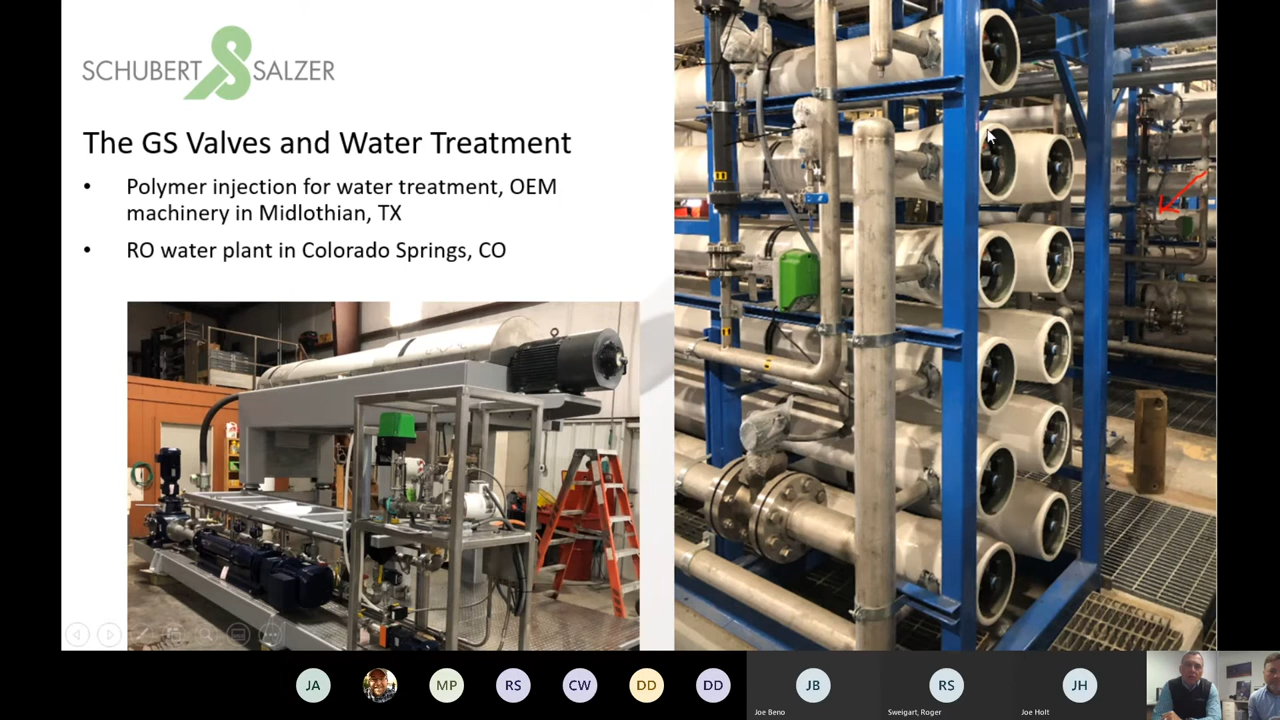 SCHUBERT SALZER
The GS Valves and Water Treatment
• Polymer injection for water treatment, OEM
machinery in Midlothian, TX
• RO water plant in Colorado Springs, CO
JA
MP
RS
CW
DD
DD
JB
RS
JH
Joe Beno
Sweigart, Roger
Joe Holt